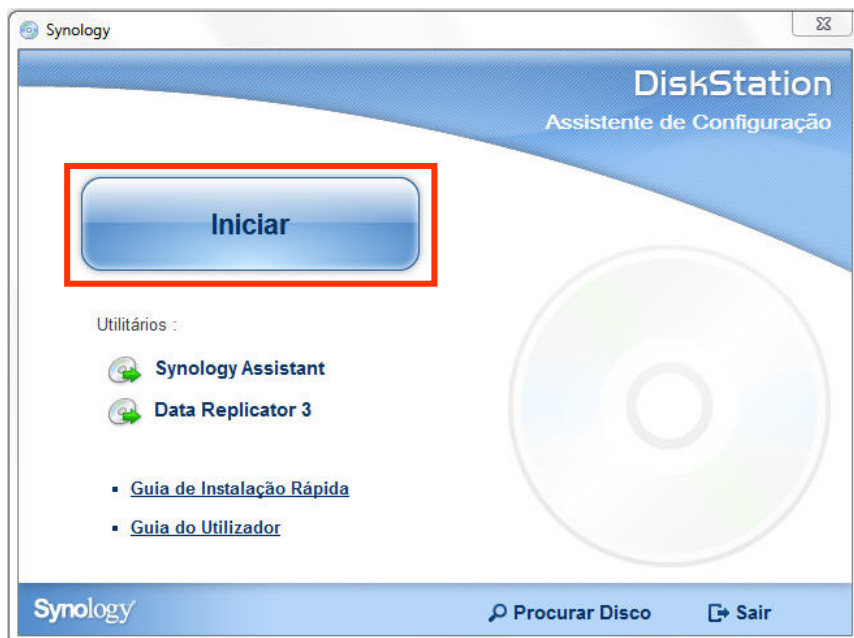 Synology
DiskStation
Assistente de Configuração
Iniciar
Utilitários :
Synology Assistant
Data Replicator 3
Guia de Instalação Rápida
Guia do Utilizador
Synology
Procurar Disco
Sair